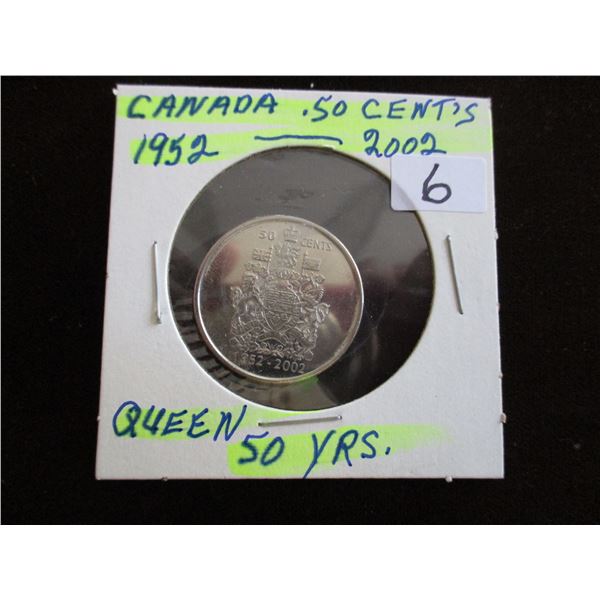 CANADA .50 CENT'S
1952 — 2002
6
50 CENTS
1952-2002
QUEEN
50 YRS.